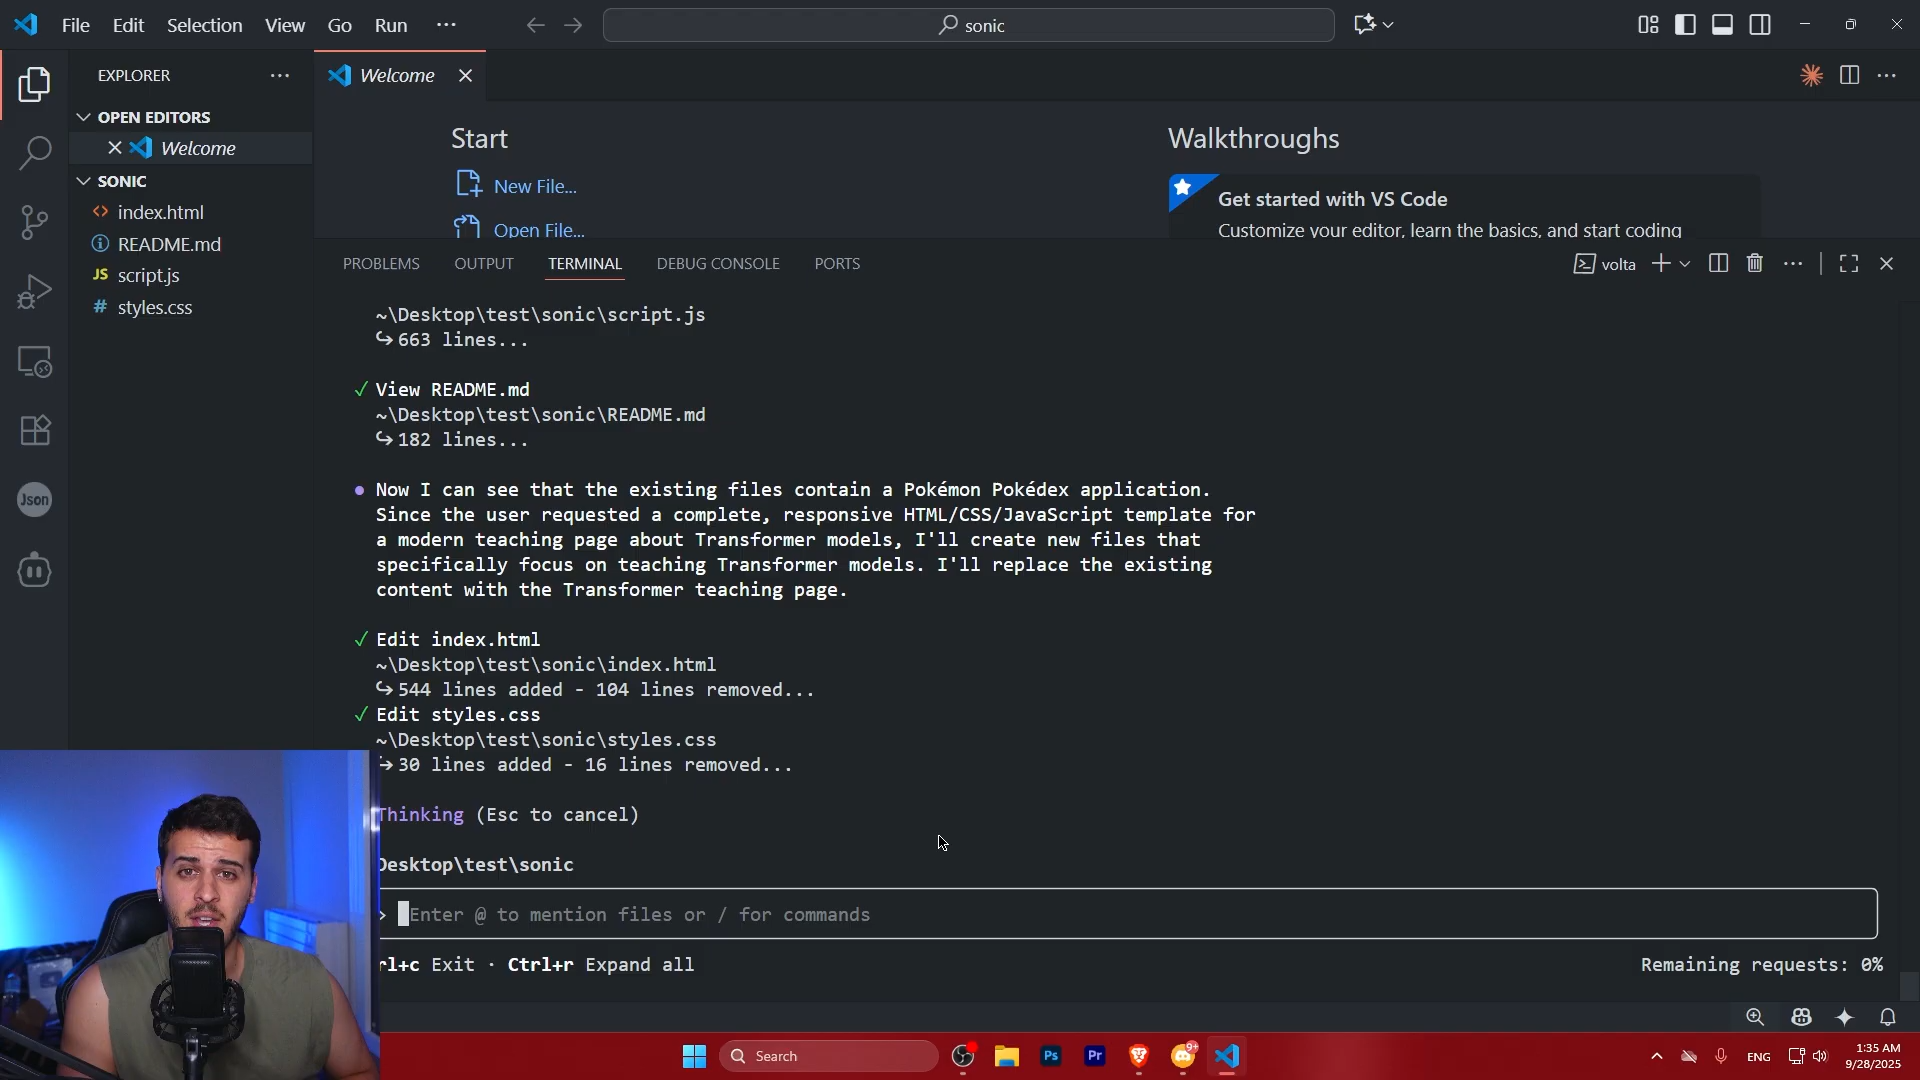 File Edit Selection View Go Run ···
sonic
EXPLORER
OPEN EDITORS
Welcome
SONIC
index.html
README.md
JS script.js
# styles.css
Json
Welcome
Start
New File...
Open File...
Walkthroughs
Get started with VS Code
Customize your editor, learn the basics, and start coding
PROBLEMS OUTPUT TERMINAL DEBUG CONSOLE PORTS
volta
~\Desktop\test\sonic\script.js
↪ 663 lines...
✓ View README.md
~\Desktop\test\sonic\README.md
↪ 182 lines...
● Now I can see that the existing files contain a Pokémon Pokédex application.
Since the user requested a complete, responsive HTML/CSS/JavaScript template for
a modern teaching page about Transformer models, I'll create new files that
specifically focus on teaching Transformer models. I'll replace the existing
content with the Transformer teaching page.
✓ Edit index.html
~\Desktop\test\sonic\index.html
↪ 544 lines added - 104 lines removed...
✓ Edit styles.css
~\Desktop\test\sonic\styles.css
↪ 30 lines added - 16 lines removed...
Thinking (Esc to cancel)
Desktop\test\sonic
› Enter @ to mention files or / for commands
rl+c Exit · Ctrl+r Expand all
Remaining requests: 0%
Search
Ps
Pr
9+
ENG
1:35 AM
9/28/2025